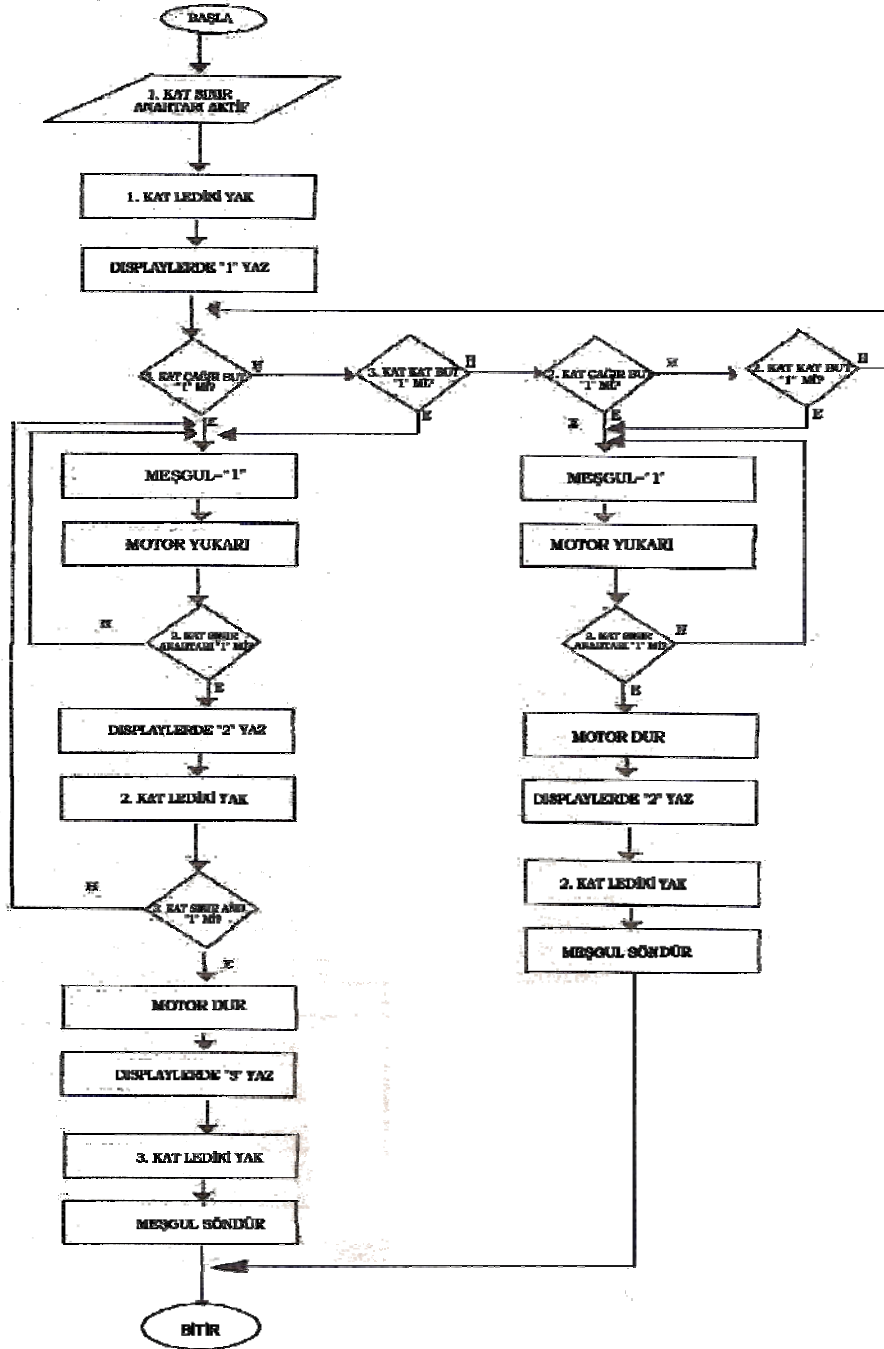 BAŞLA
1. KAT SINIR
ANAHTARI AKTİF
1. KAT LEDİNİ YAK
DISPLAYLERDE "1" YAZ
KAT ÇAĞIR BUT
"1" Mİ?
H
E
3. KAT KAT BUT
"1" Mİ?
H
E
KAT ÇAĞIR BUT
"1" Mİ?
H
E
E
KAT KAT BUT
"1" Mİ?
H
E
MEŞGUL="1"
MOTOR YUKARI
2. KAT SINIR
ANAHTARI "1" Mİ?
H
E
DISPLAYLERDE "2" YAZ
2. KAT LEDİNİ YAK
KAT SINIR ANH
"1" Mİ?
H
E
MOTOR DUR
DISPLAYLERDE "3" YAZ
3. KAT LEDİNİ YAK
MEŞGUL SÖNDÜR
MEŞGUL="1"
MOTOR YUKARI
2. KAT SINIR
ANAHTARI "1" Mİ?
H
E
MOTOR DUR
DISPLAYLERDE "2" YAZ
2. KAT LEDİNİ YAK
MEŞGUL SÖNDÜR
BİTİR